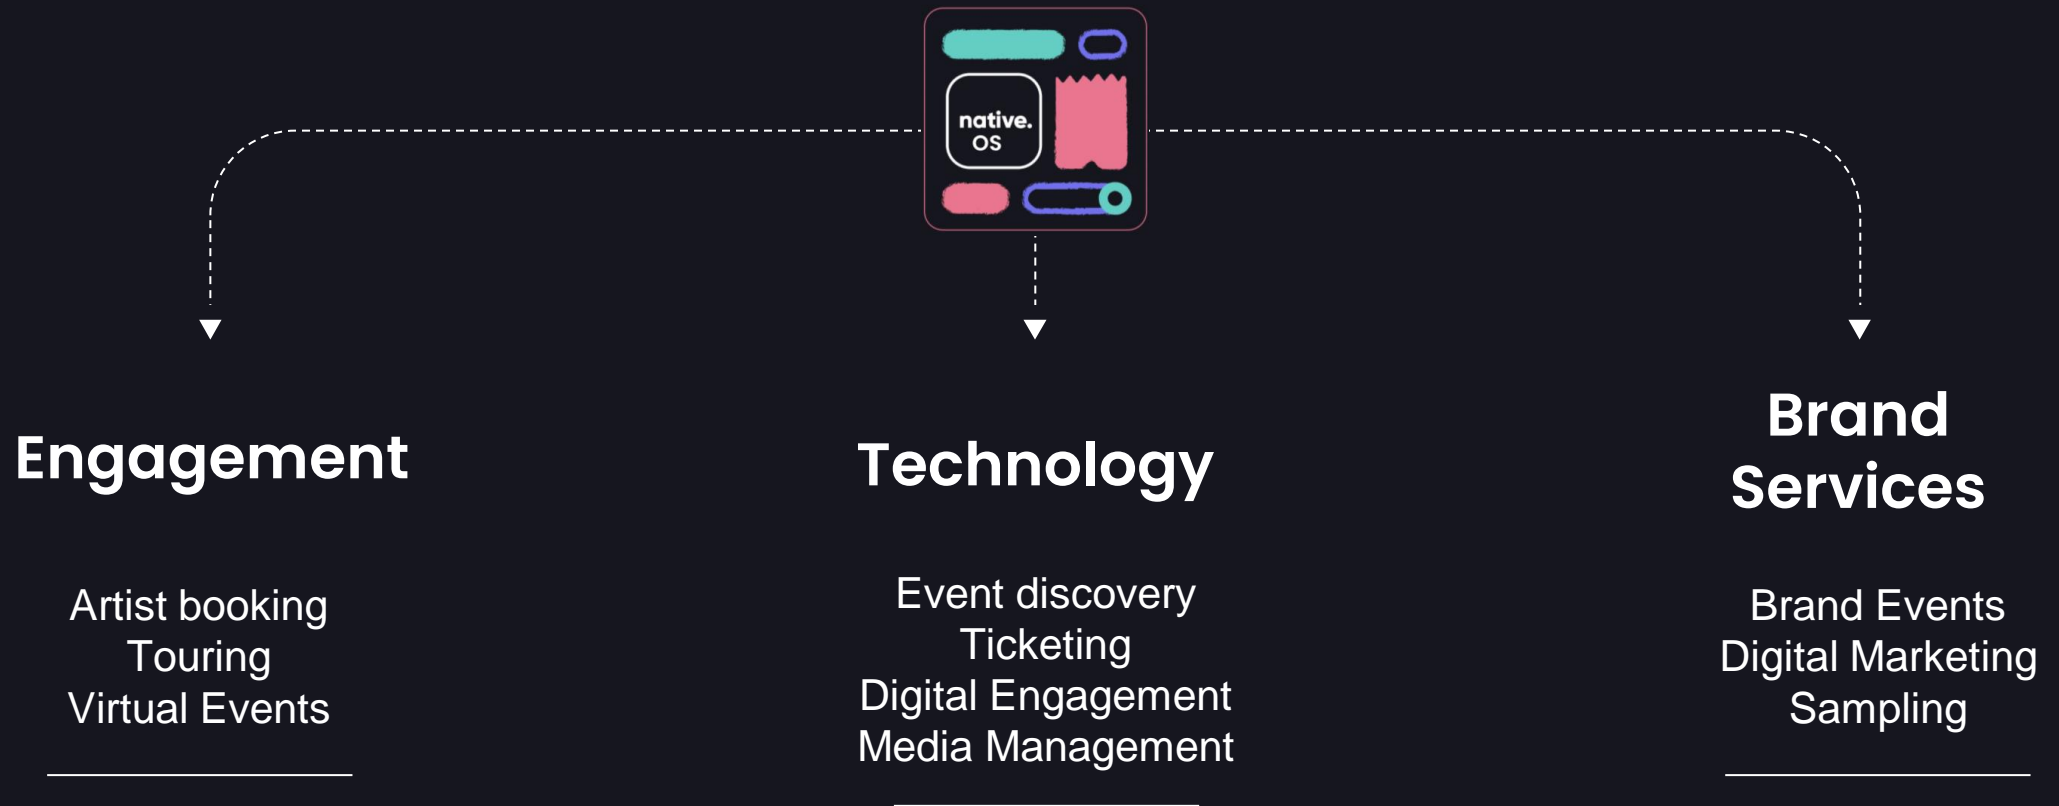 native.
OS
Engagement
Artist booking
Touring
Virtual Events
Technology
Event discovery
Ticketing
Digital Engagement
Media Management
Brand
Services
Brand Events
Digital Marketing
Sampling